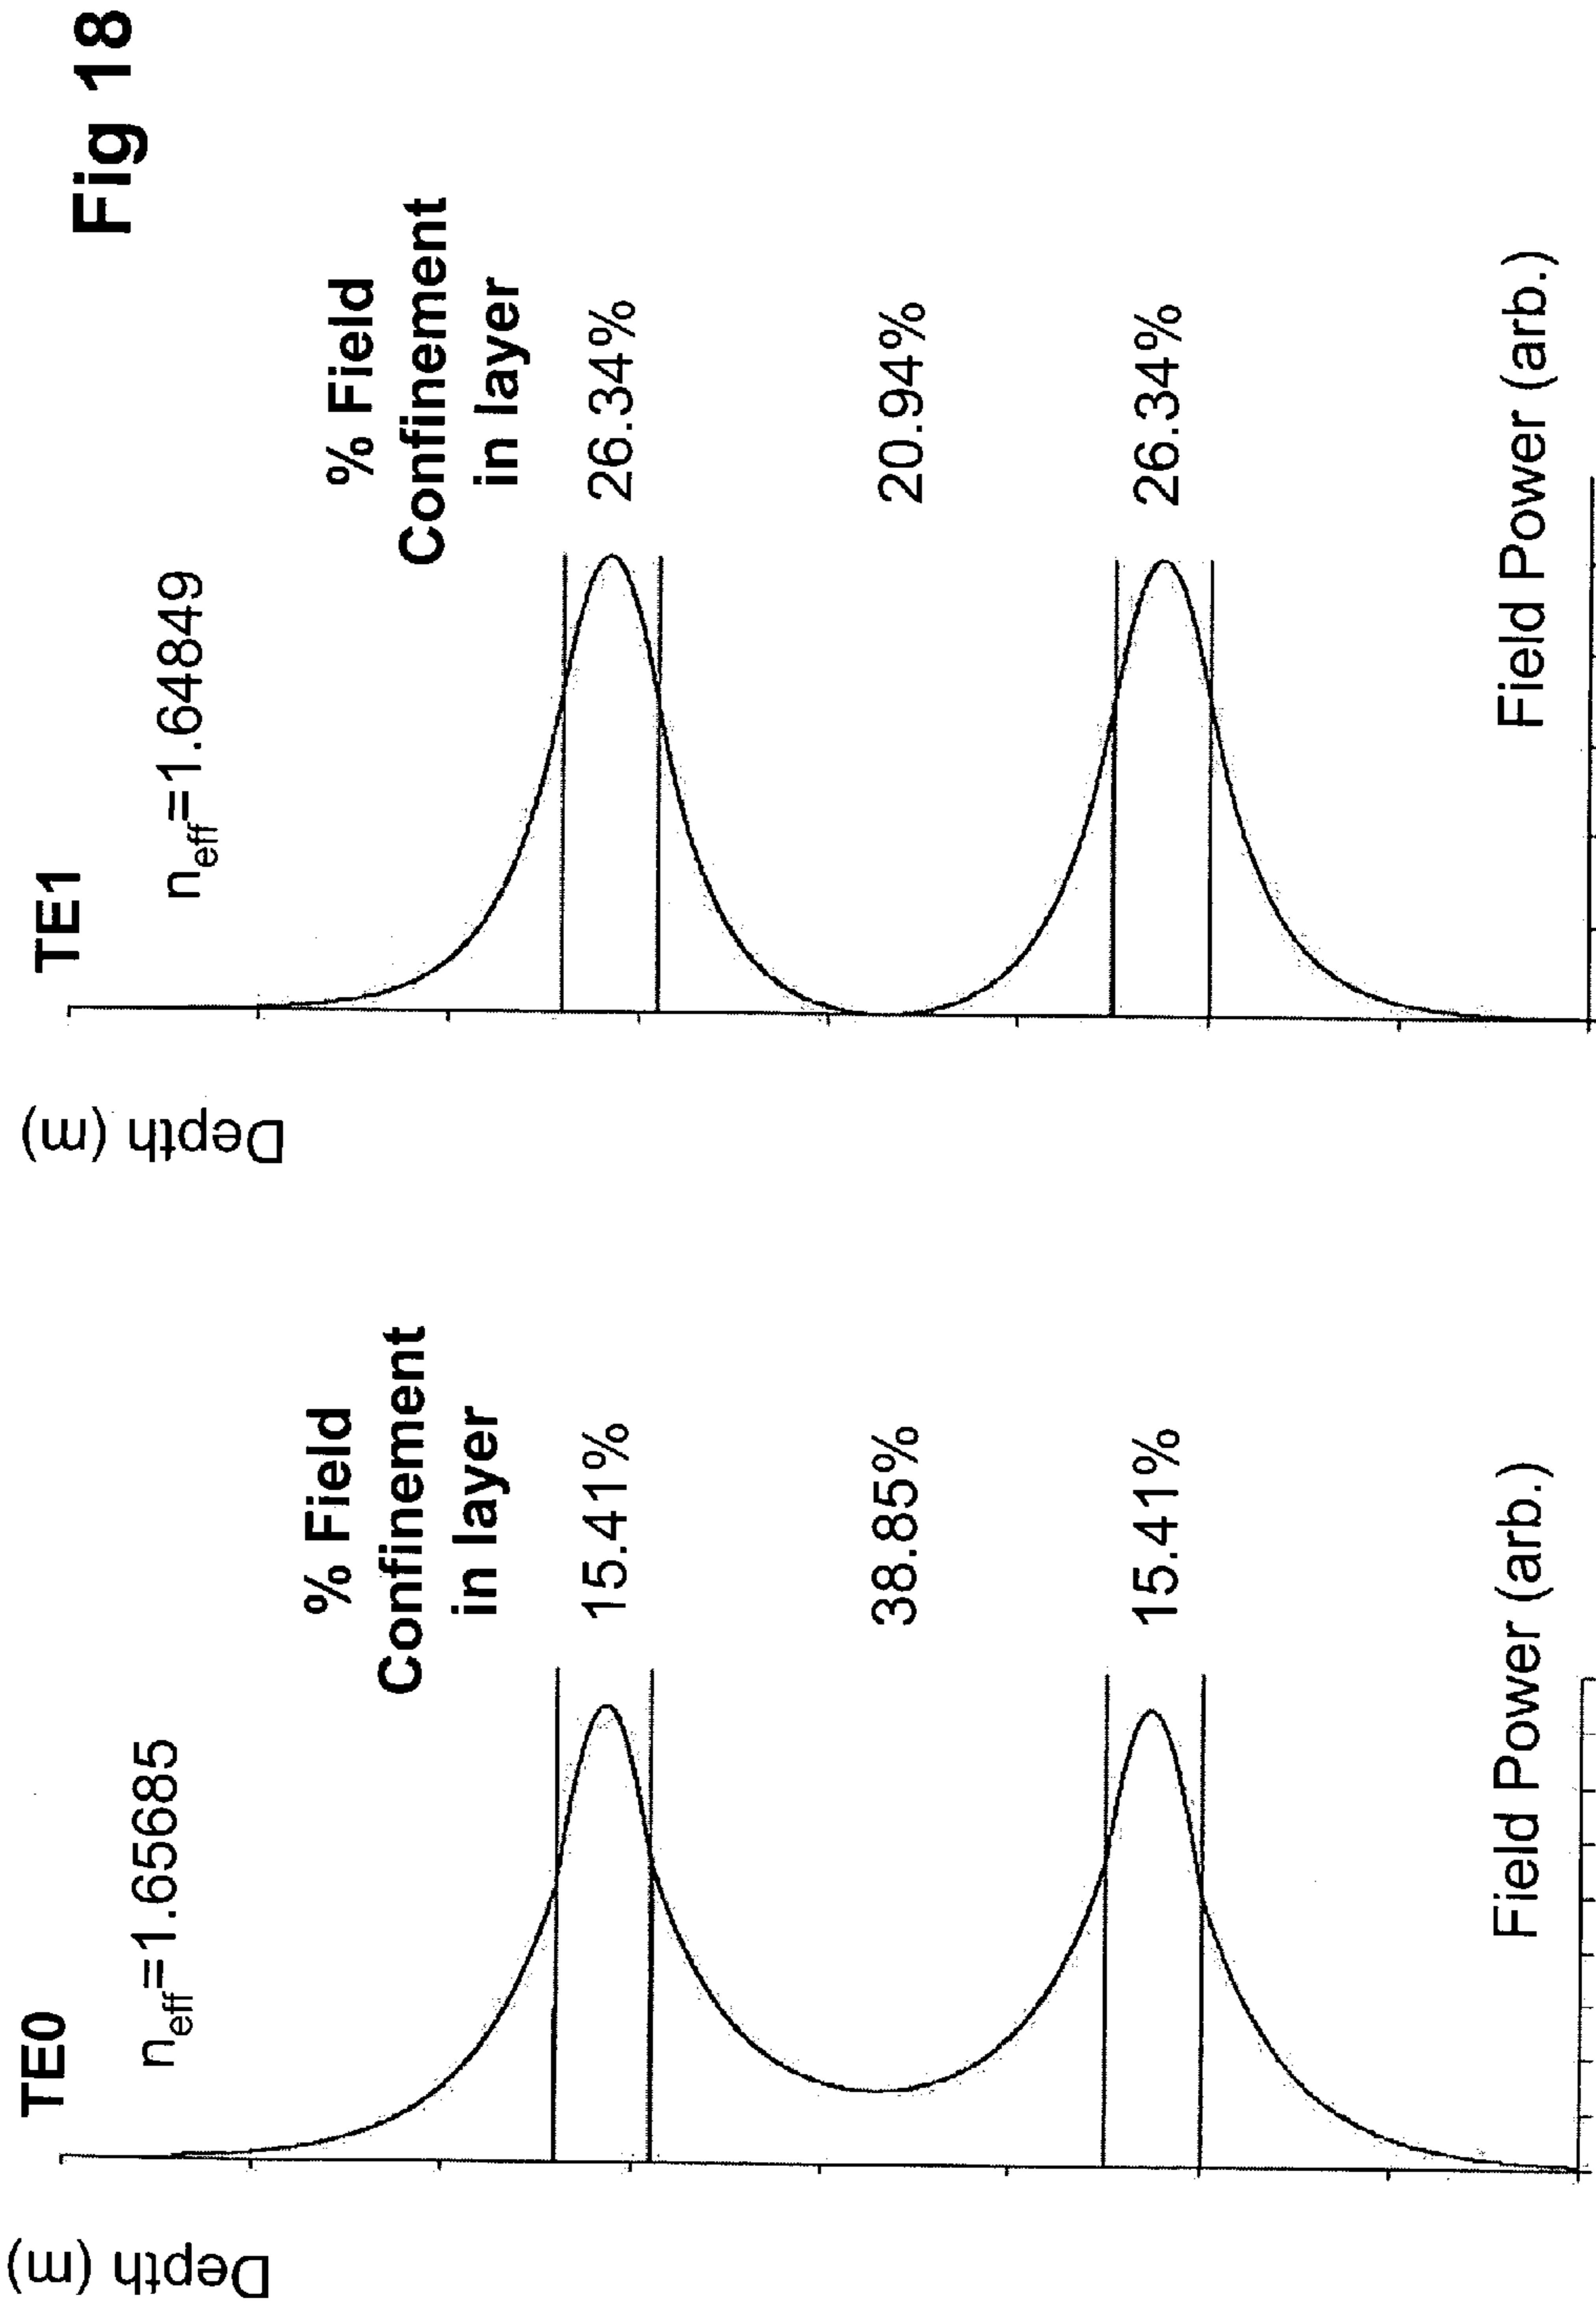 Fig 18
TE0
Depth (m)
n_eff=1.65685
% Field
Confinement
in layer
15.41%
38.85%
15.41%
Field Power (arb.)
TE1
Depth (m)
n_eff=1.64849
% Field
Confinement
in layer
26.34%
20.94%
26.34%
Field Power (arb.)